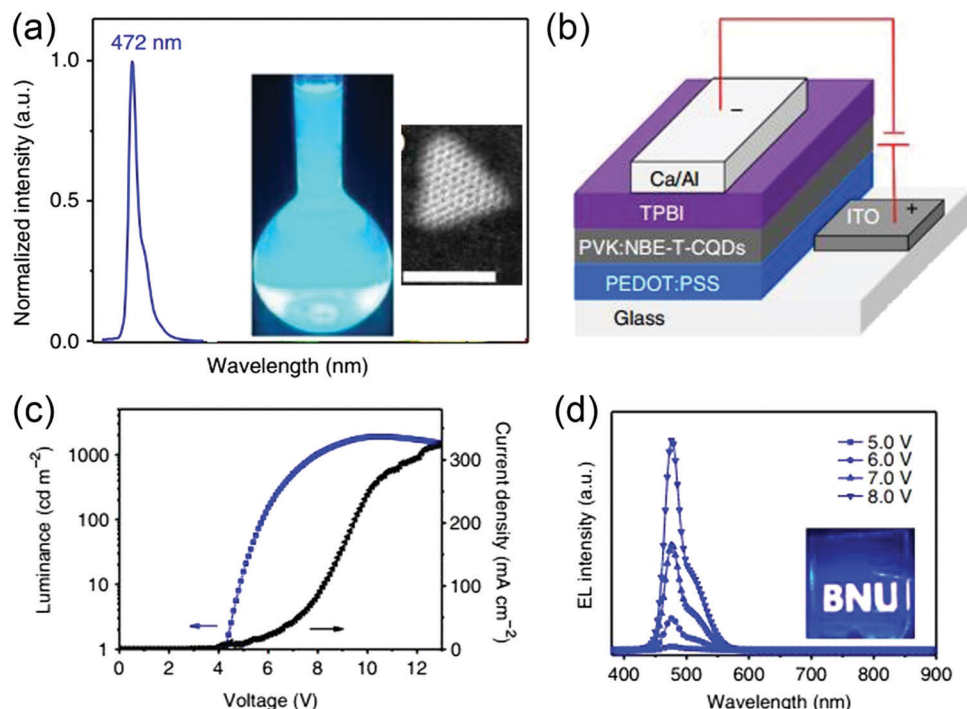 (a)
472 nm
1.0
0.5
0.0
Normalized intensity (a.u.)
Wavelength (nm)
(b)
−
Ca/Al
TPBI
PVK:NBE-T-CQDs
PEDOT:PSS
Glass
ITO
+
(c)
1000
100
10
1
Luminance (cd m⁻²)
0 2 4 6 8 10 12
Voltage (V)
300
200
100
0
Current density (mA cm⁻²)
(d)
EL intensity (a.u.)
5.0 V
6.0 V
7.0 V
8.0 V
BNU
400 500 600 700 800 900
Wavelength (nm)